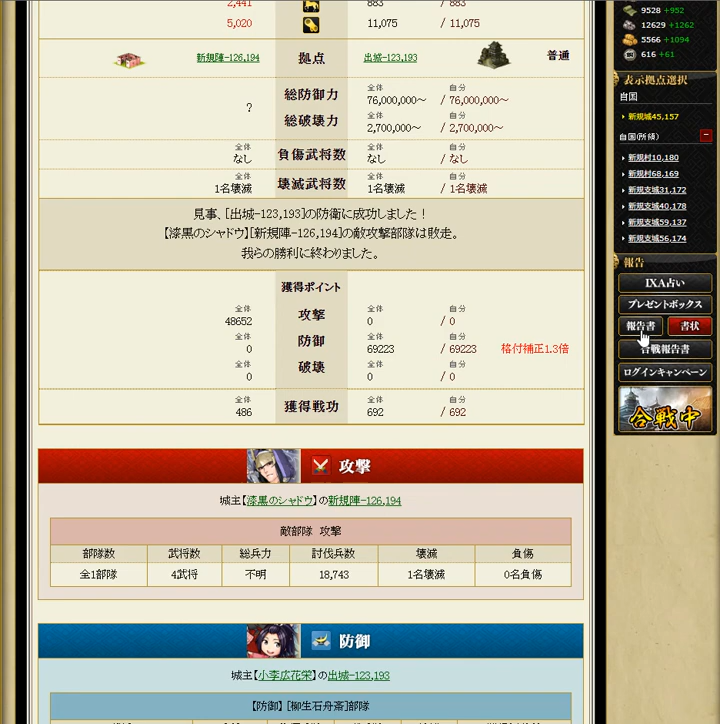 2,441 883 / 883
5,020 11,075 / 11,075
新規陣-126,194 拠点 出城-123,193 普通
全体 自分
? 総防御力 76,000,000～ / 76,000,000～
全体 自分
総破壊力 2,700,000～ / 2,700,000～
全体 全体 自分
なし 負傷武将数 なし / なし
全体 全体 自分
1名壊滅 壊滅武将数 1名壊滅 / 1名壊滅
見事、[出城-123,193]の防衛に成功しました！
【漆黒のシャドウ】[新規陣-126,194]の敵攻撃部隊は敗走。
我らの勝利に終わりました。
獲得ポイント
全体 全体 自分
48652 攻撃 0 / 0
全体 全体 自分
0 防御 69223 / 69223 格付補正1.3倍
全体 全体 自分
0 破壊 0 / 0
全体 全体 自分
486 獲得戦功 692 / 692
攻撃
城主【漆黒のシャドウ】の新規陣-126,194
敵部隊 攻撃
部隊数 武将数 総兵力 討伐兵数 壊滅 負傷
全1部隊 4武将 不明 18,743 1名壊滅 0名負傷
防御
城主【小李広花栄】の出城-123,193
【防御】[柳生石舟斎]部隊
9528 +952
12629 +1262
5566 +1094
616 +61
表示拠点選択
自国
新規城45,157
自国(所領)
新規村10,180
新規村68,169
新規支城31,172
新規支城40,178
新規支城59,137
新規支城56,174
報告
IXA占い
プレゼントボックス
報告書 書状
合戦報告書
ログインキャンペーン
合戦中